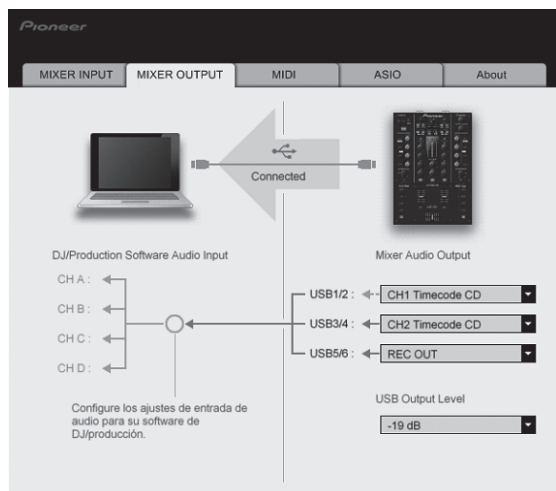 Pioneer
MIXER INPUT
MIXER OUTPUT
MIDI
ASIO
About
Connected
DJ/Production Software Audio Input
Mixer Audio Output
CH A :
CH B :
CH C :
CH D :
USB1/2 :
CH1 Timecode CD
USB3/4 :
CH2 Timecode CD
USB5/6 :
REC OUT
Configure los ajustes de entrada de
audio para su software de
DJ/producción.
USB Output Level
-19 dB